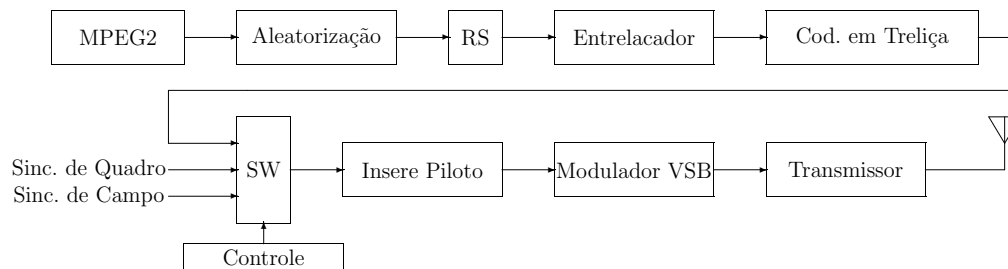 MPEG2
Aleatorização
RS
Entrelacador
Cod. em Treliça
Sinc. de Quadro
Sinc. de Campo
SW
Insere Piloto
Modulador VSB
Transmissor
Controle